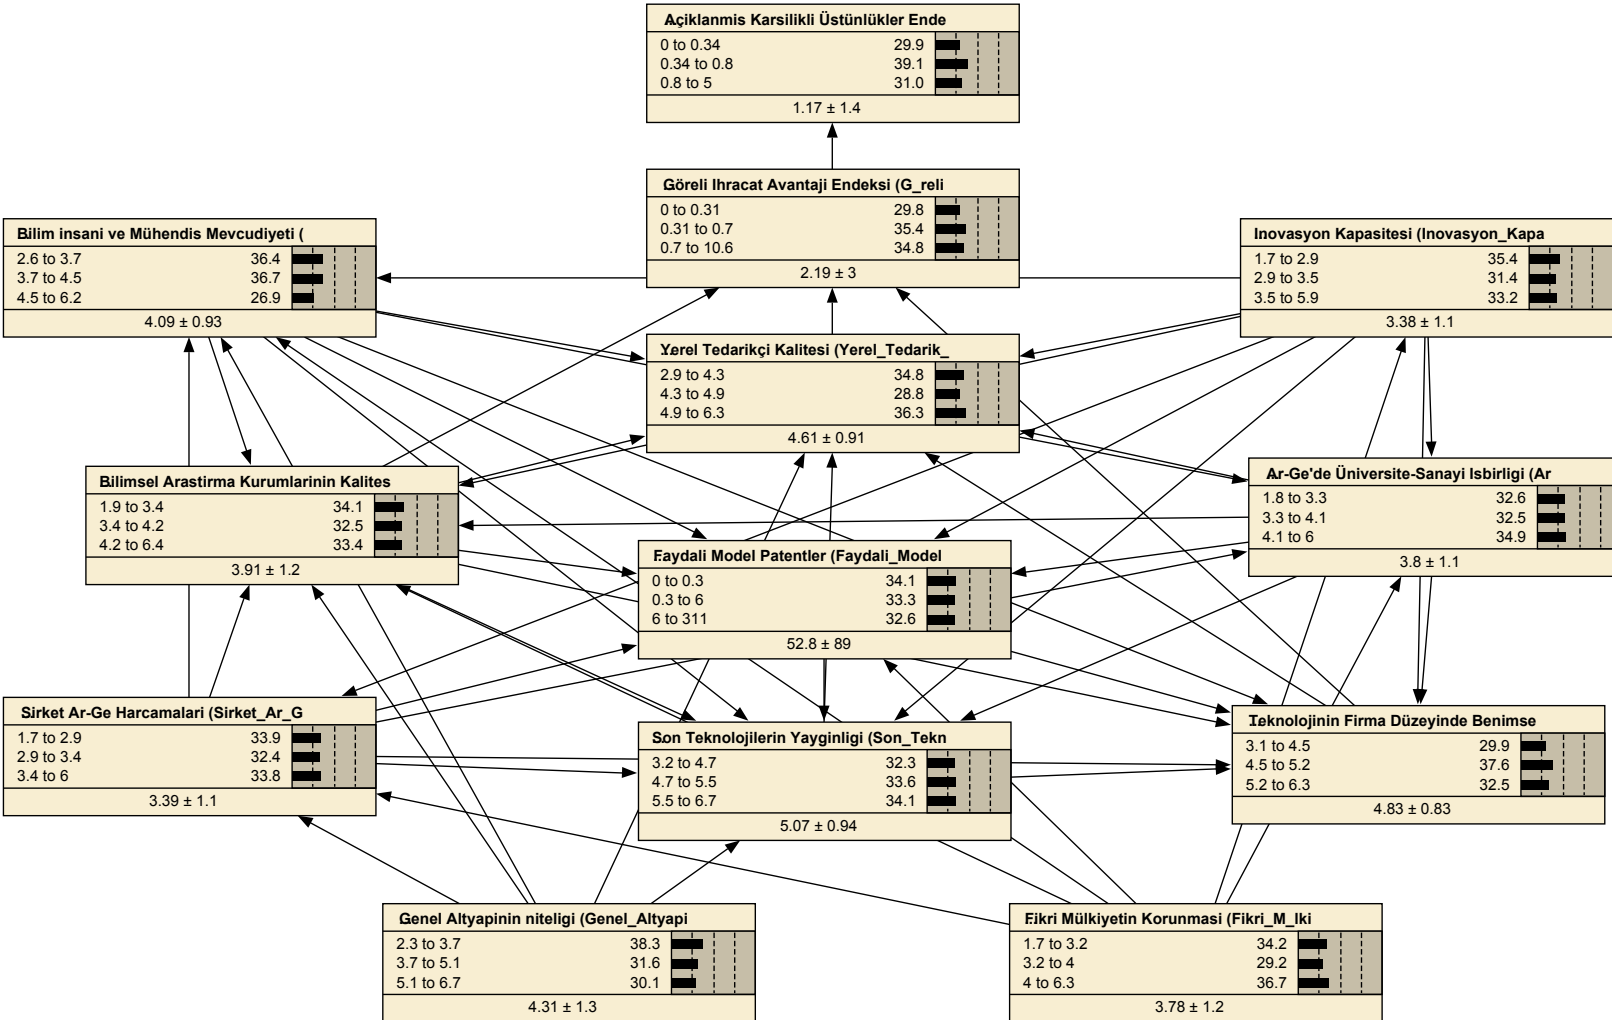 Açiklanmis Karsilikli Üstünlükler Ende
0 to 0.34 29.9
0.34 to 0.8 39.1
0.8 to 5 31.0
1.17 ± 1.4
Göreli Ihracat Avantaji Endeksi (G_reli
0 to 0.31 29.8
0.31 to 0.7 35.4
0.7 to 10.6 34.8
2.19 ± 3
Bilim insani ve Mühendis Mevcudiyeti (
2.6 to 3.7 36.4
3.7 to 4.5 36.7
4.5 to 6.2 26.9
4.09 ± 0.93
Inovasyon Kapasitesi (Inovasyon_Kapa
1.7 to 2.9 35.4
2.9 to 3.5 31.4
3.5 to 5.9 33.2
3.38 ± 1.1
Yerel Tedarikçi Kalitesi (Yerel_Tedarik_
2.9 to 4.3 34.8
4.3 to 4.9 28.8
4.9 to 6.3 36.3
4.61 ± 0.91
Bilimsel Arastirma Kurumlarinin Kalites
1.9 to 3.4 34.1
3.4 to 4.2 32.5
4.2 to 6.4 33.4
3.91 ± 1.2
Ar-Ge'de Üniversite-Sanayi Isbirligi (Ar
1.8 to 3.3 32.6
3.3 to 4.1 32.5
4.1 to 6 34.9
3.8 ± 1.1
Faydali Model Patentler (Faydali_Model
0 to 0.3 34.1
0.3 to 6 33.3
6 to 311 32.6
52.8 ± 89
Sirket Ar-Ge Harcamalari (Sirket_Ar_G
1.7 to 2.9 33.9
2.9 to 3.4 32.4
3.4 to 6 33.8
3.39 ± 1.1
Son Teknolojilerin Yayginligi (Son_Tekn
3.2 to 4.7 32.3
4.7 to 5.5 33.6
5.5 to 6.7 34.1
5.07 ± 0.94
Teknolojinin Firma Düzeyinde Benimse
3.1 to 4.5 29.9
4.5 to 5.2 37.6
5.2 to 6.3 32.5
4.83 ± 0.83
Genel Altyapinin niteligi (Genel_Altyapi
2.3 to 3.7 38.3
3.7 to 5.1 31.6
5.1 to 6.7 30.1
4.31 ± 1.3
Fikri Mülkiyetin Korunmasi (Fikri_M_lki
1.7 to 3.2 34.2
3.2 to 4 29.2
4 to 6.3 36.7
3.78 ± 1.2